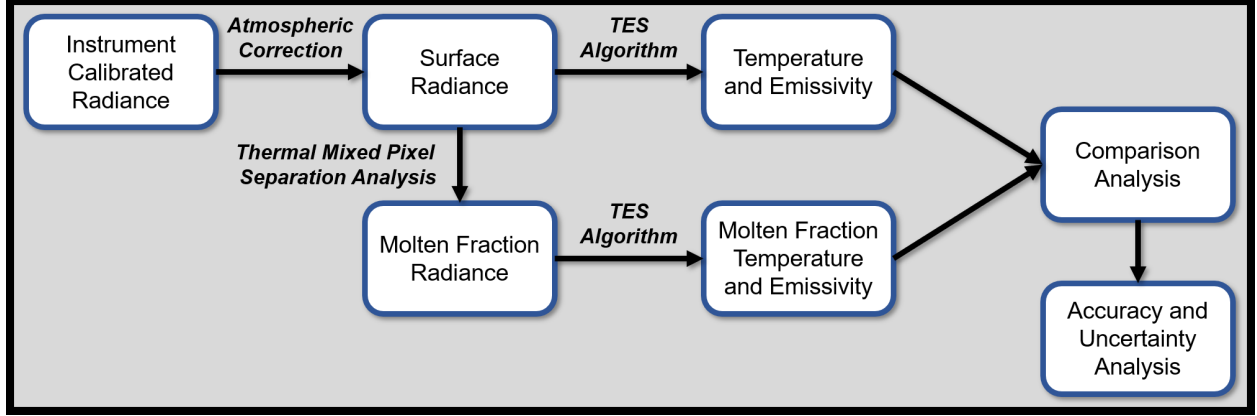 Instrument
Calibrated
Radiance
Atmospheric
Correction
Surface
Radiance
TES
Algorithm
Temperature
and Emissivity
Thermal Mixed Pixel
Separation Analysis
Molten Fraction
Radiance
TES
Algorithm
Molten Fraction
Temperature
and Emissivity
Comparison
Analysis
Accuracy and
Uncertainty
Analysis